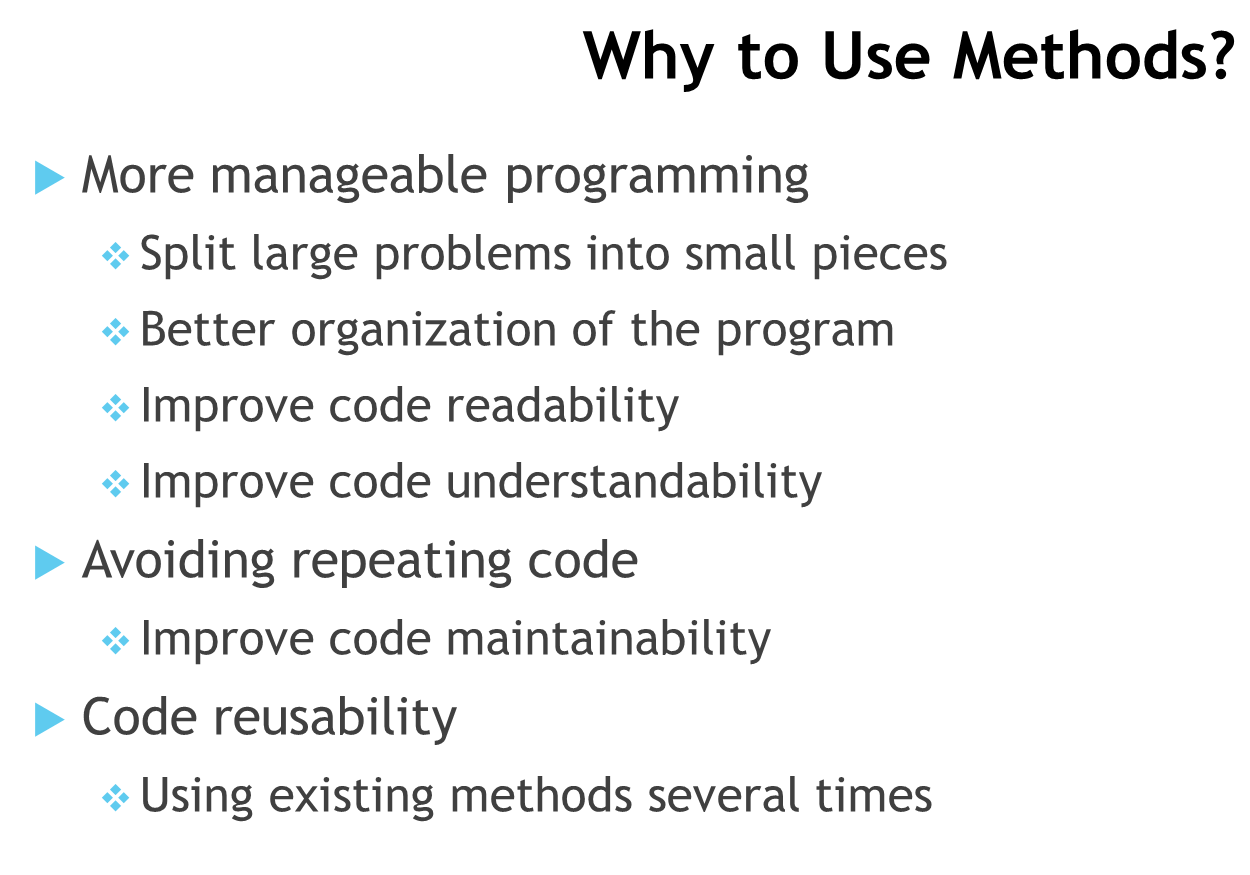 Why to Use Methods?
More manageable programming
Split large problems into small pieces
Better organization of the program
Improve code readability
Improve code understandability
Avoiding repeating code
Improve code maintainability
Code reusability
Using existing methods several times